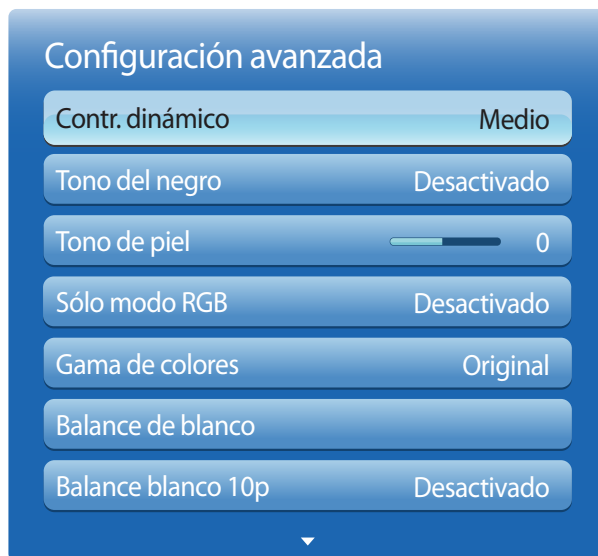 Configuración avanzada
Contr. dinámico Medio
Tono del negro Desactivado
Tono de piel 0
Sólo modo RGB Desactivado
Gama de colores Original
Balance de blanco
Balance blanco 10p Desactivado